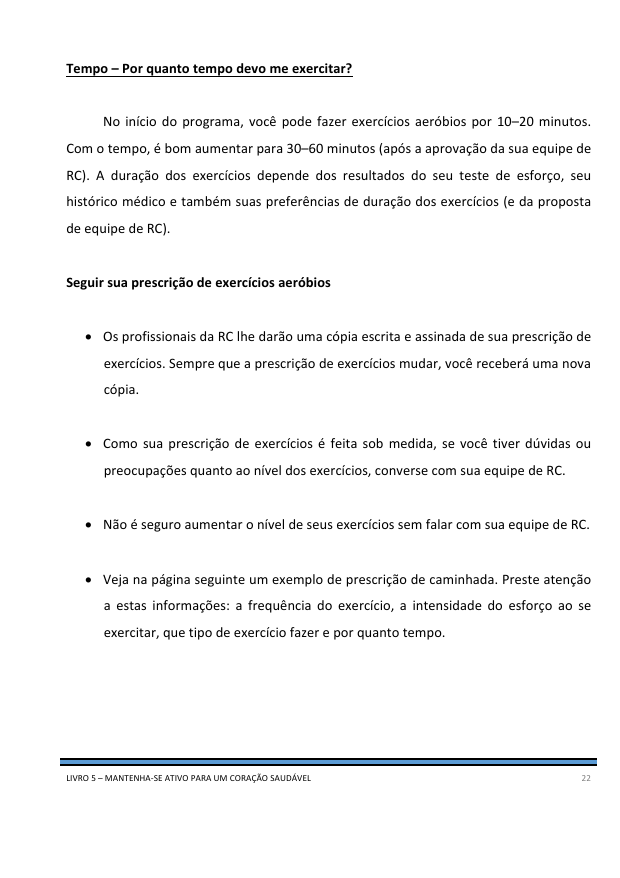 Tempo – Por quanto tempo devo me exercitar?
No início do programa, você pode fazer exercícios aeróbios por 10–20 minutos.
Com o tempo, é bom aumentar para 30–60 minutos (após a aprovação da sua equipe de
RC). A duração dos exercícios depende dos resultados do seu teste de esforço, seu
histórico médico e também suas preferências de duração dos exercícios (e da proposta
de equipe de RC).
Seguir sua prescrição de exercícios aeróbios
• Os profissionais da RC lhe darão uma cópia escrita e assinada de sua prescrição de
exercícios. Sempre que a prescrição de exercícios mudar, você receberá uma nova
cópia.
• Como sua prescrição de exercícios é feita sob medida, se você tiver dúvidas ou
preocupações quanto ao nível dos exercícios, converse com sua equipe de RC.
• Não é seguro aumentar o nível de seus exercícios sem falar com sua equipe de RC.
• Veja na página seguinte um exemplo de prescrição de caminhada. Preste atenção
a estas informações: a frequência do exercício, a intensidade do esforço ao se
exercitar, que tipo de exercício fazer e por quanto tempo.
LIVRO 5 – MANTENHA-SE ATIVO PARA UM CORAÇÃO SAUDÁVEL 22